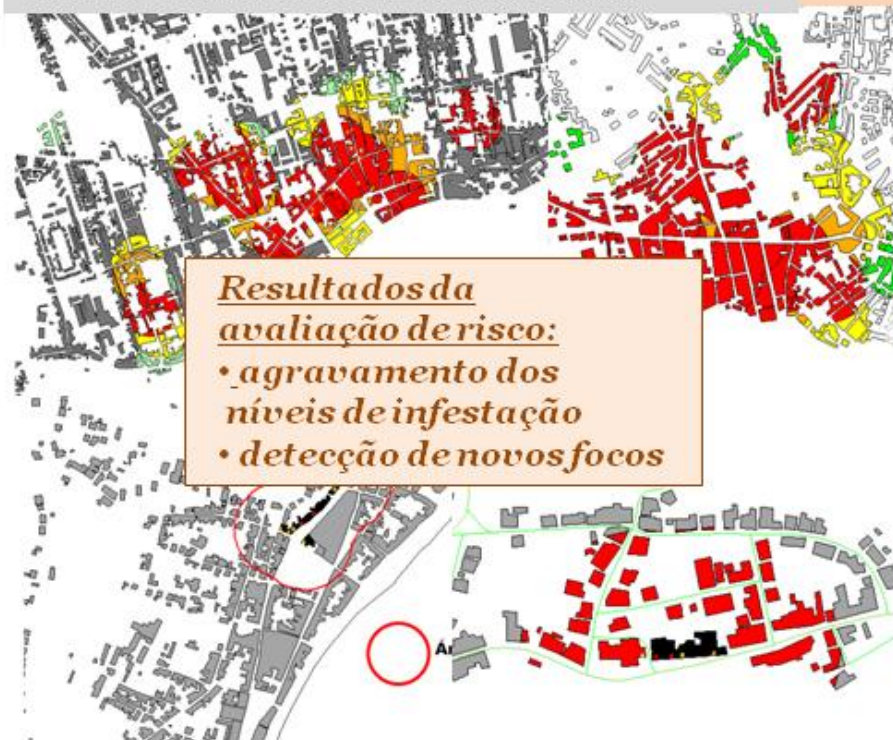 Resultados da
avaliação de risco:
• agravamento dos
níveis de infestação
• detecção de novos focos